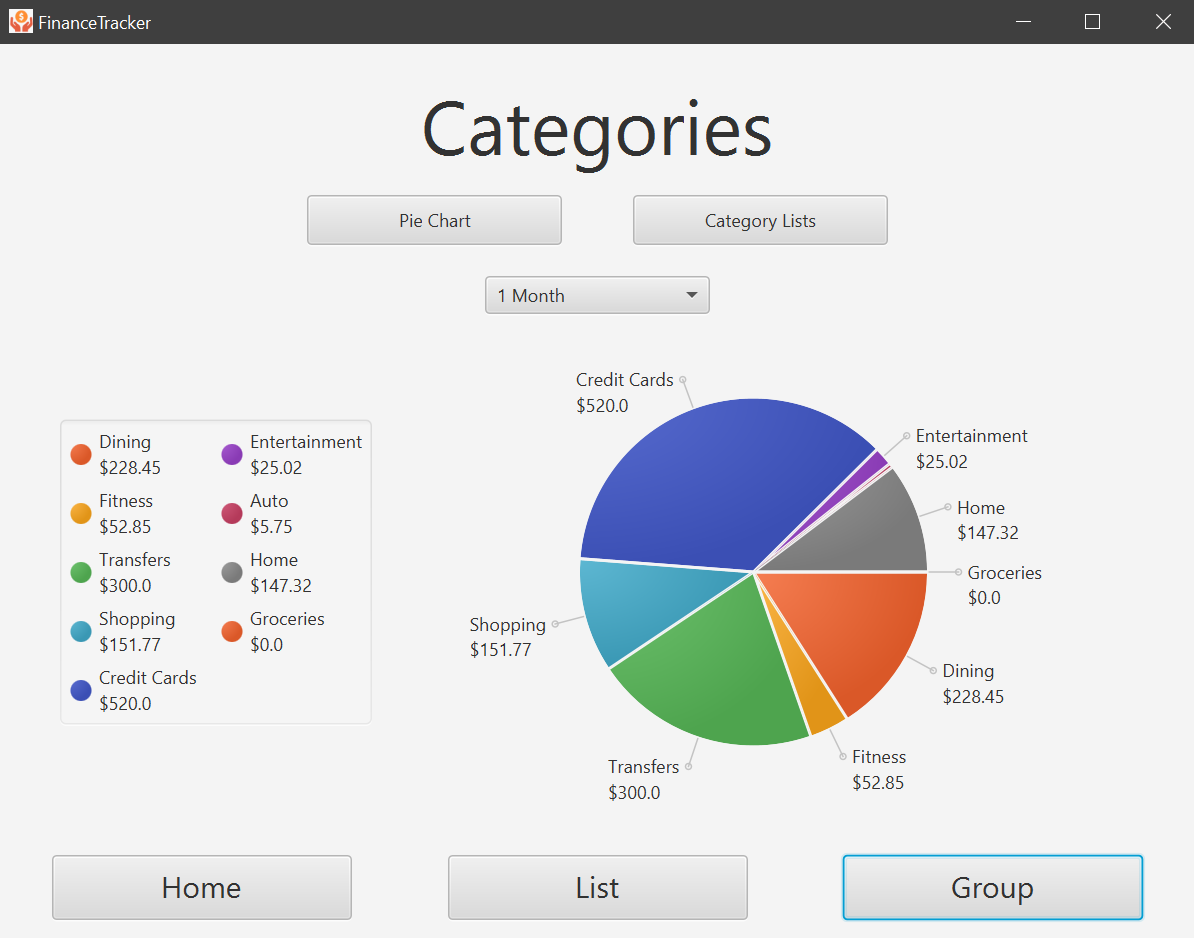 FinanceTracker
Categories
Pie Chart
Category Lists
1 Month
Dining
$228.45
Fitness
$52.85
Transfers
$300.0
Shopping
$151.77
Credit Cards
$520.0
Entertainment
$25.02
Auto
$5.75
Home
$147.32
Groceries
$0.0
Credit Cards
$520.0
Entertainment
$25.02
Home
$147.32
Groceries
$0.0
Shopping
$151.77
Dining
$228.45
Fitness
$52.85
Transfers
$300.0
Home
List
Group